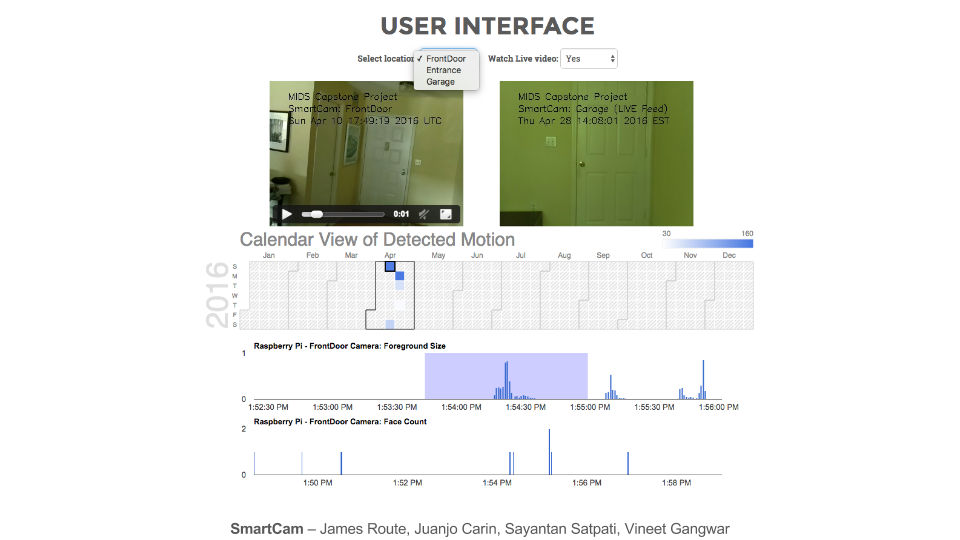 USER INTERFACE
Select location
✓ FrontDoor
Entrance
Garage
Watch Live video: Yes
MIDS Capstone Project
SmartCam: FrontDoor
Sun Apr 10 17:49:19 2016 UTC
0:01
MIDS Capstone Project
SmartCam: Garage (LIVE Feed)
Thu Apr 28 14:08:01 2016 EST
Calendar View of Detected Motion
30 160
Jan Feb Mar Apr May Jun Jul Aug Sep Oct Nov Dec
2016
S
M
T
W
T
F
S
Raspberry Pi - FrontDoor Camera: Foreground Size
1
0
1:52:30 PM 1:53:00 PM 1:53:30 PM 1:54:00 PM 1:54:30 PM 1:55:00 PM 1:55:30 PM 1:56:00 PM
Raspberry Pi - FrontDoor Camera: Face Count
2
0
1:50 PM 1:52 PM 1:54 PM 1:56 PM 1:58 PM
SmartCam – James Route, Juanjo Carin, Sayantan Satpati, Vineet Gangwar